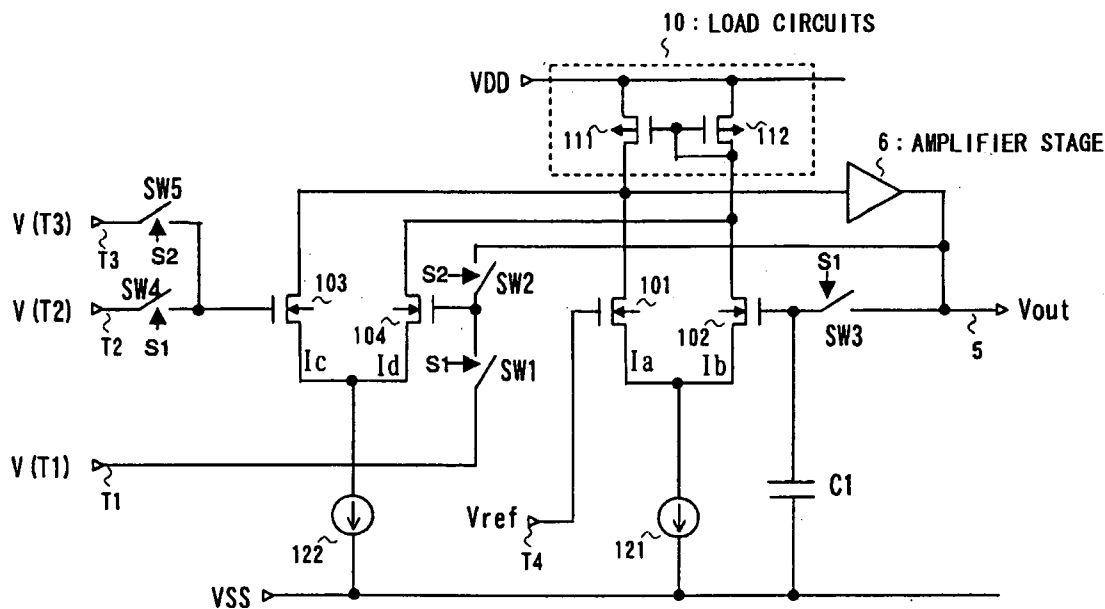 10 : LOAD CIRCUITS
VDD
111
112
6 : AMPLIFIER STAGE
SW5
V (T3)
T3
S2
SW4
V (T2)
T2
S1
103
104
S2
SW2
101
102
S1
SW3
Vout
5
Ic
Id
S1
SW1
Ia
Ib
V (T1)
T1
C1
Vref
T4
122
121
VSS